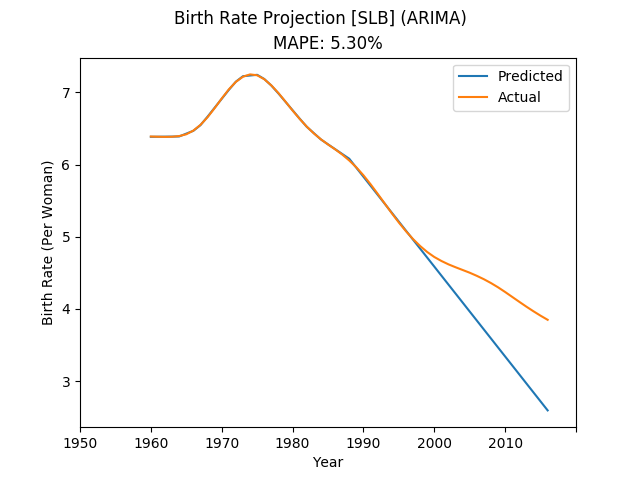 Birth Rate Projection [SLB] (ARIMA)
MAPE: 5.30%
Predicted
Actual
7
6
5
4
3
Birth Rate (Per Woman)
1950
1960
1970
1980
1990
2000
2010
Year